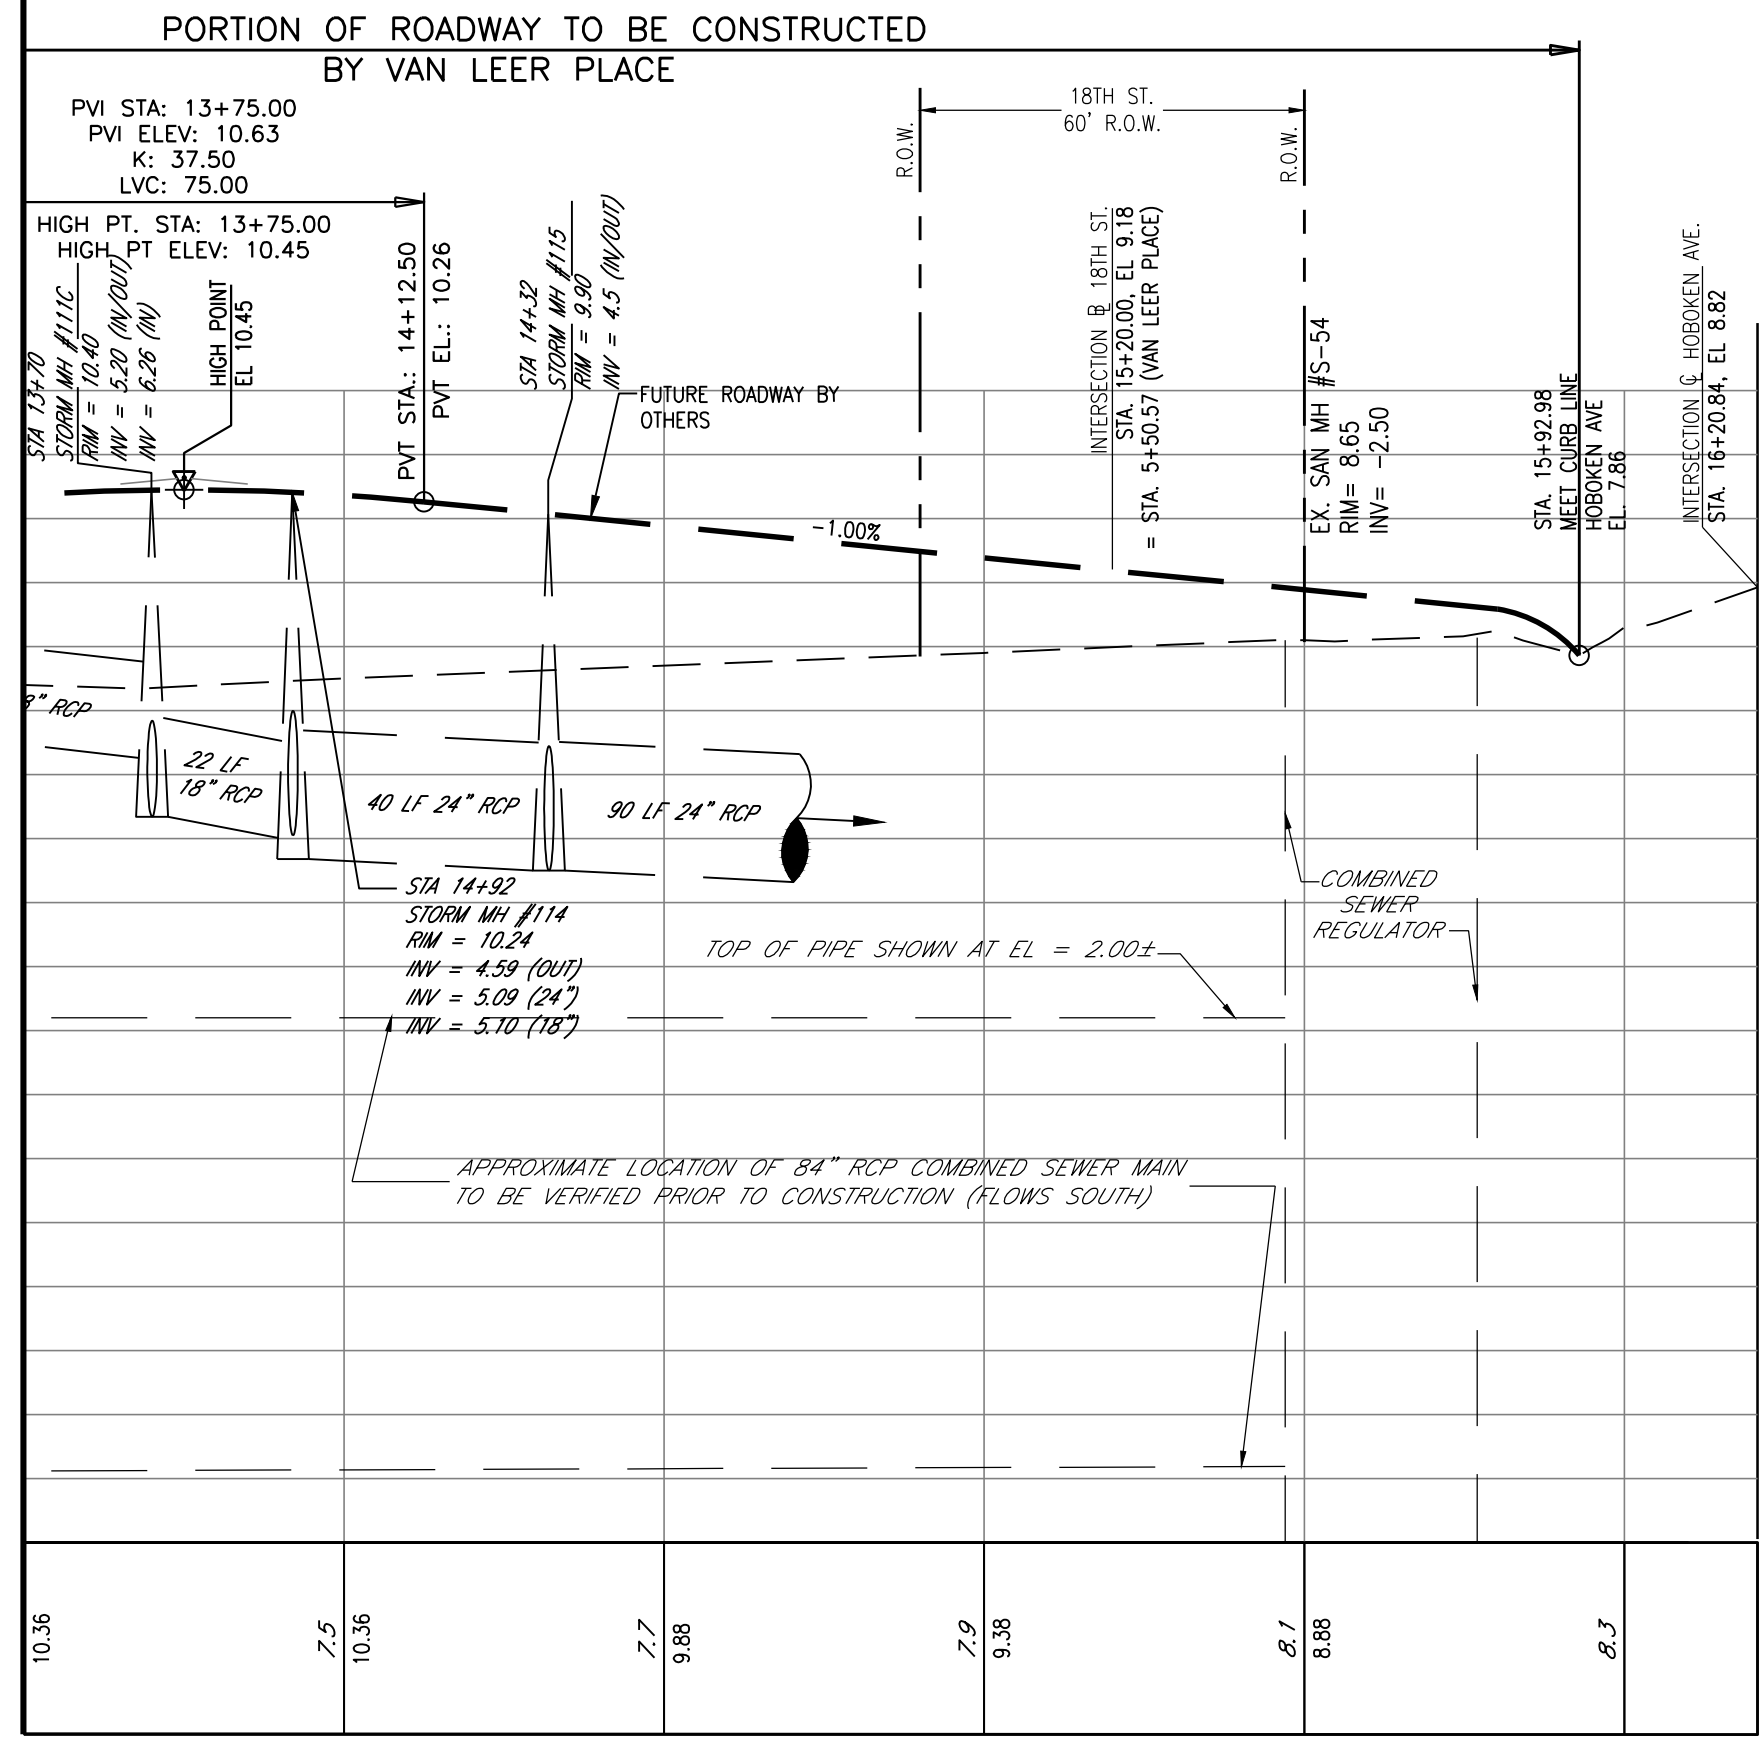 PORTION OF ROADWAY TO BE CONSTRUCTED
BY VAN LEER PLACE
PVI STA: 13+75.00
PVI ELEV: 10.63
K: 37.50
LVC: 75.00
HIGH PT. STA: 13+75.00
HIGH PT ELEV: 10.45
STA 13+70
STORM MH #111C
RIM = 10.40
INV = 5.20 (IN/OUT)
INV = 6.26 (IN)
HIGH POINT
EL 10.45
PVT STA.: 14+12.50
PVT EL.: 10.26
STA 14+32
STORM MH #115
RIM = 9.90
INV = 4.5 (IN/OUT)
FUTURE ROADWAY BY
OTHERS
R.O.W.
18TH ST.
60' R.O.W.
R.O.W.
INTERSECTION ℄ 18TH ST.
STA. 15+20.00, EL 9.18
= STA. 5+50.57 (VAN LEER PLACE)
EX. SAN MH #S-54
RIM= 8.65
INV= -2.50
STA. 15+92.98
MEET CURB LINE
HOBOKEN AVE
EL. 7.86
INTERSECTION ℄ HOBOKEN AVE.
STA. 16+20.84, EL 8.82
-1.00%
8" RCP
22 LF
18" RCP
40 LF 24" RCP
90 LF 24" RCP
STA 14+92
STORM MH #114
RIM = 10.24
INV = 4.59 (OUT)
INV = 5.09 (24")
INV = 5.10 (18")
COMBINED
SEWER
REGULATOR
TOP OF PIPE SHOWN AT EL = 2.00±
APPROXIMATE LOCATION OF 84" RCP COMBINED SEWER MAIN
TO BE VERIFIED PRIOR TO CONSTRUCTION (FLOWS SOUTH)
10.36
7.5
10.36
7.7
9.88
7.9
9.38
8.1
8.88
8.3